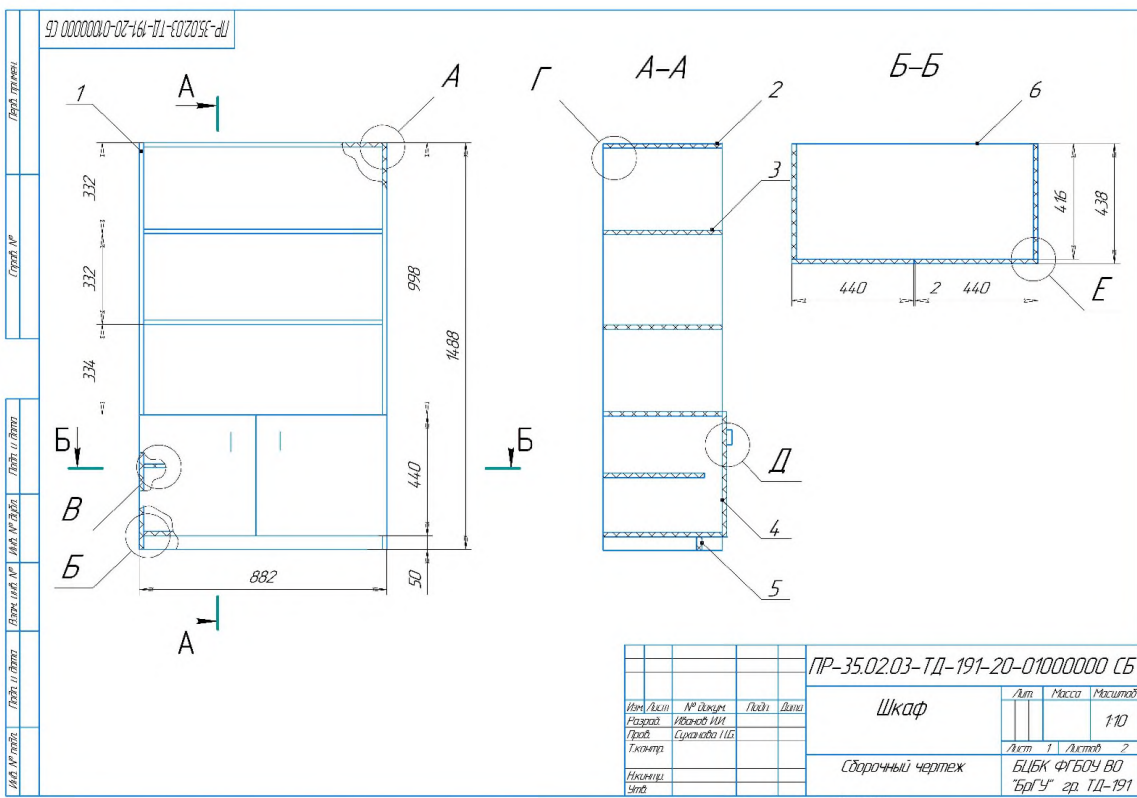 ПР-35.02.03-ТД-191-20-01000000 СБ
Перв. примен.
Справ. №
Подп. и дата
Инв. № дубл.
Взам. инв. №
Подп. и дата
Инв. № подл.
1
А
А
332
332
334
998
1488
440
50
882
Б
Б
В
Б
А
Г
А-А
2
3
Д
4
5
Б-Б
6
416
438
440
2
440
Е
ПР-35.02.03-ТД-191-20-01000000 СБ
Изм. Лист № докум. Подп. Дата
Разраб. Иванов И.И.
Пров. Суханова
Т.контр.
Н.контр.
Утв.
Шкаф
Лит. Масса Масштаб
1:10
Лист 1 Листов 2
Сборочный чертеж
БЦБК ФГБОУ ВО
"БрГУ" гр. ТД-191